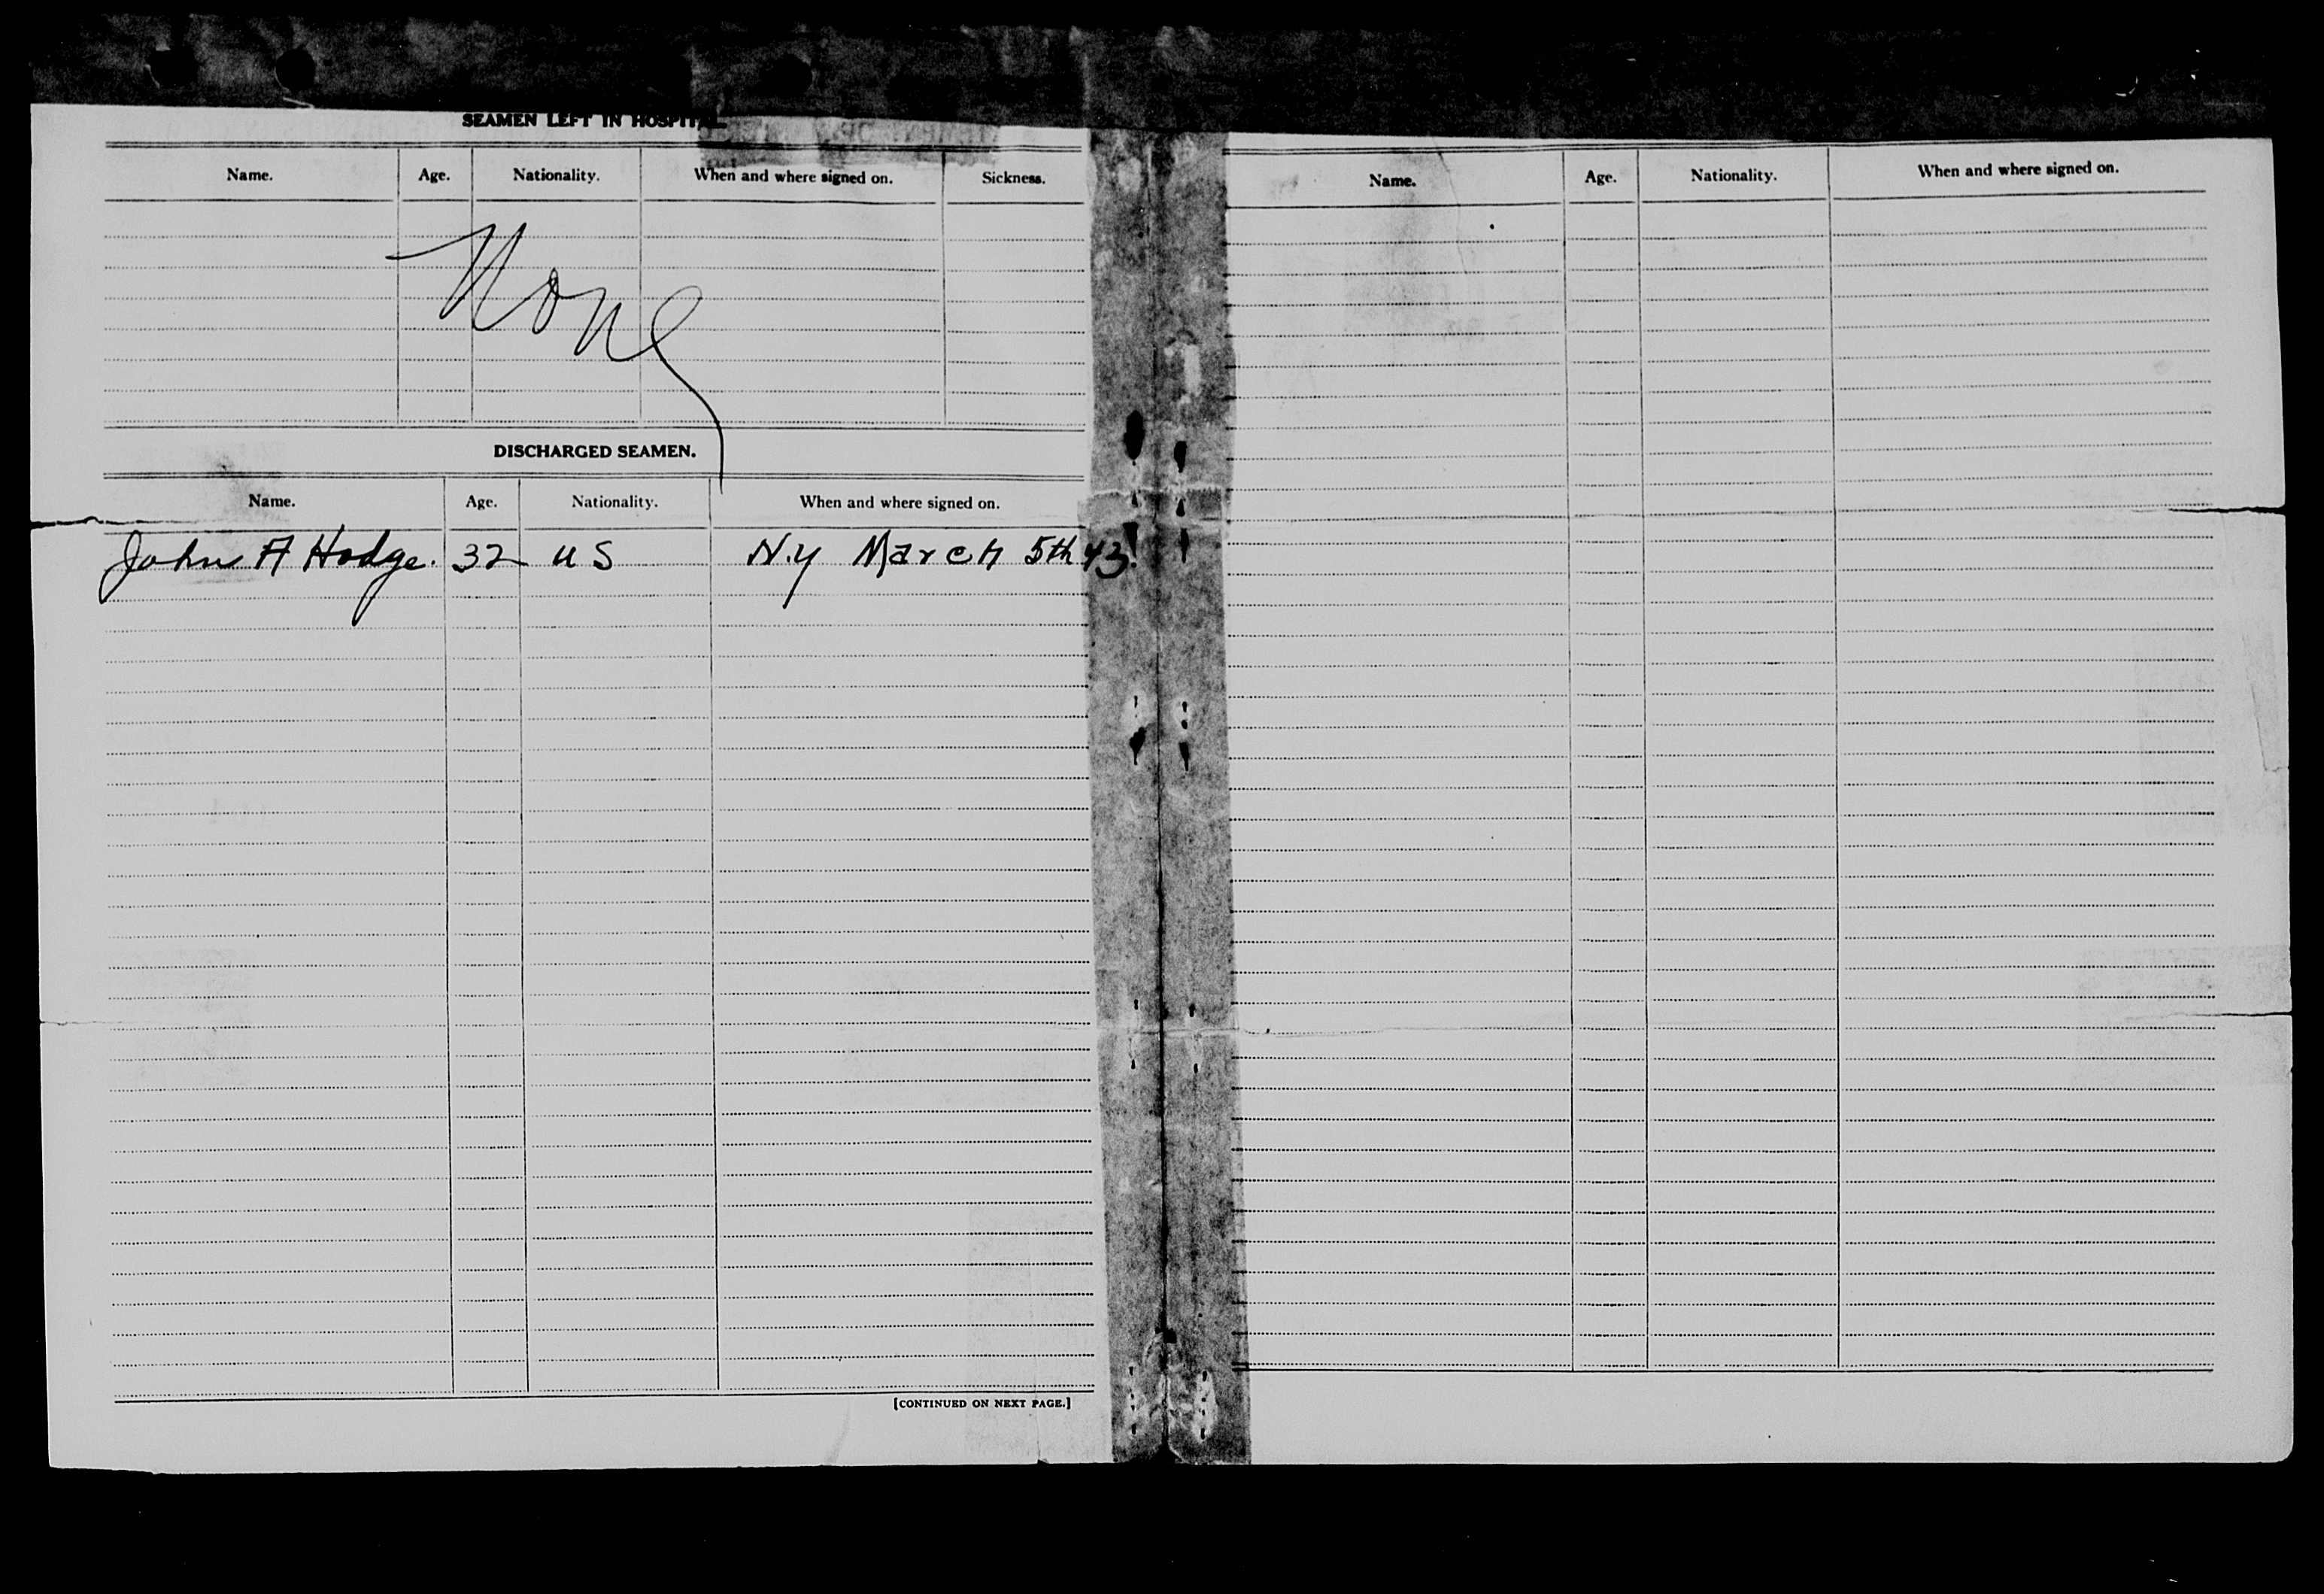 SEAMEN LEFT IN HOSPITAL
Name. Age. Nationality. When and where signed on. Sickness.
None
DISCHARGED SEAMEN.
Name. Age. Nationality. When and where signed on.
John A Hodge. 32 US N.Y March 5th 43
[CONTINUED ON NEXT PAGE.]
Name. Age. Nationality. When and where signed on.